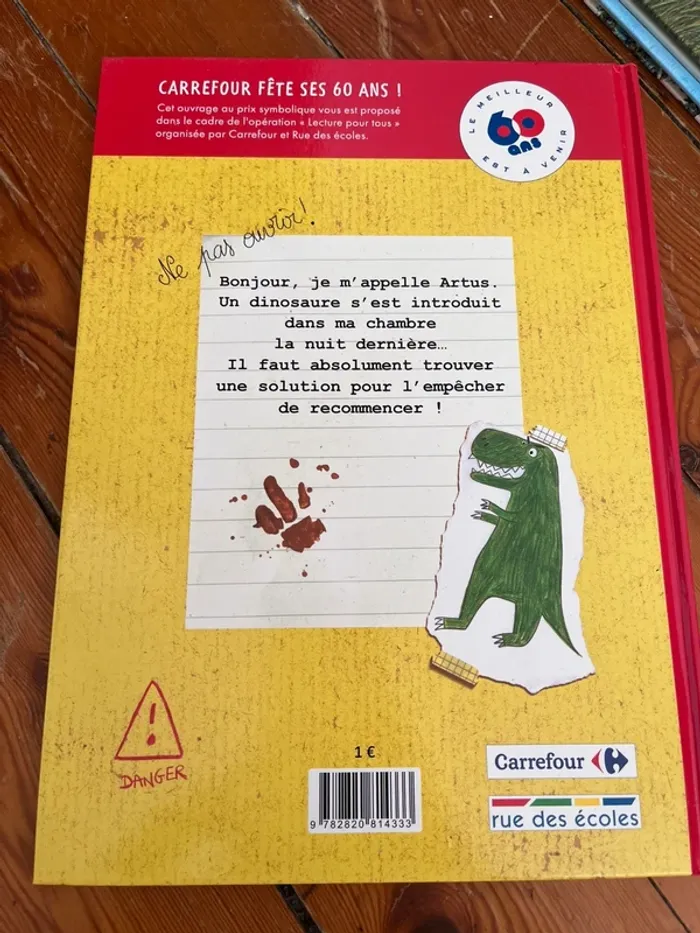 CARREFOUR FÊTE SES 60 ANS !
Cet ouvrage au prix symbolique vous est proposé
dans le cadre de l'opération « Lecture pour tous »
organisée par Carrefour et Rue des écoles.
LE MEILLEUR
60
ans
EST À VENIR
Ne pas ouvrir !
Bonjour, je m'appelle Artus.
Un dinosaure s'est introduit
dans ma chambre
la nuit dernière…
Il faut absolument trouver
une solution pour l'empêcher
de recommencer !
!
DANGER
1 €
9 782820 814333
Carrefour
rue des écoles